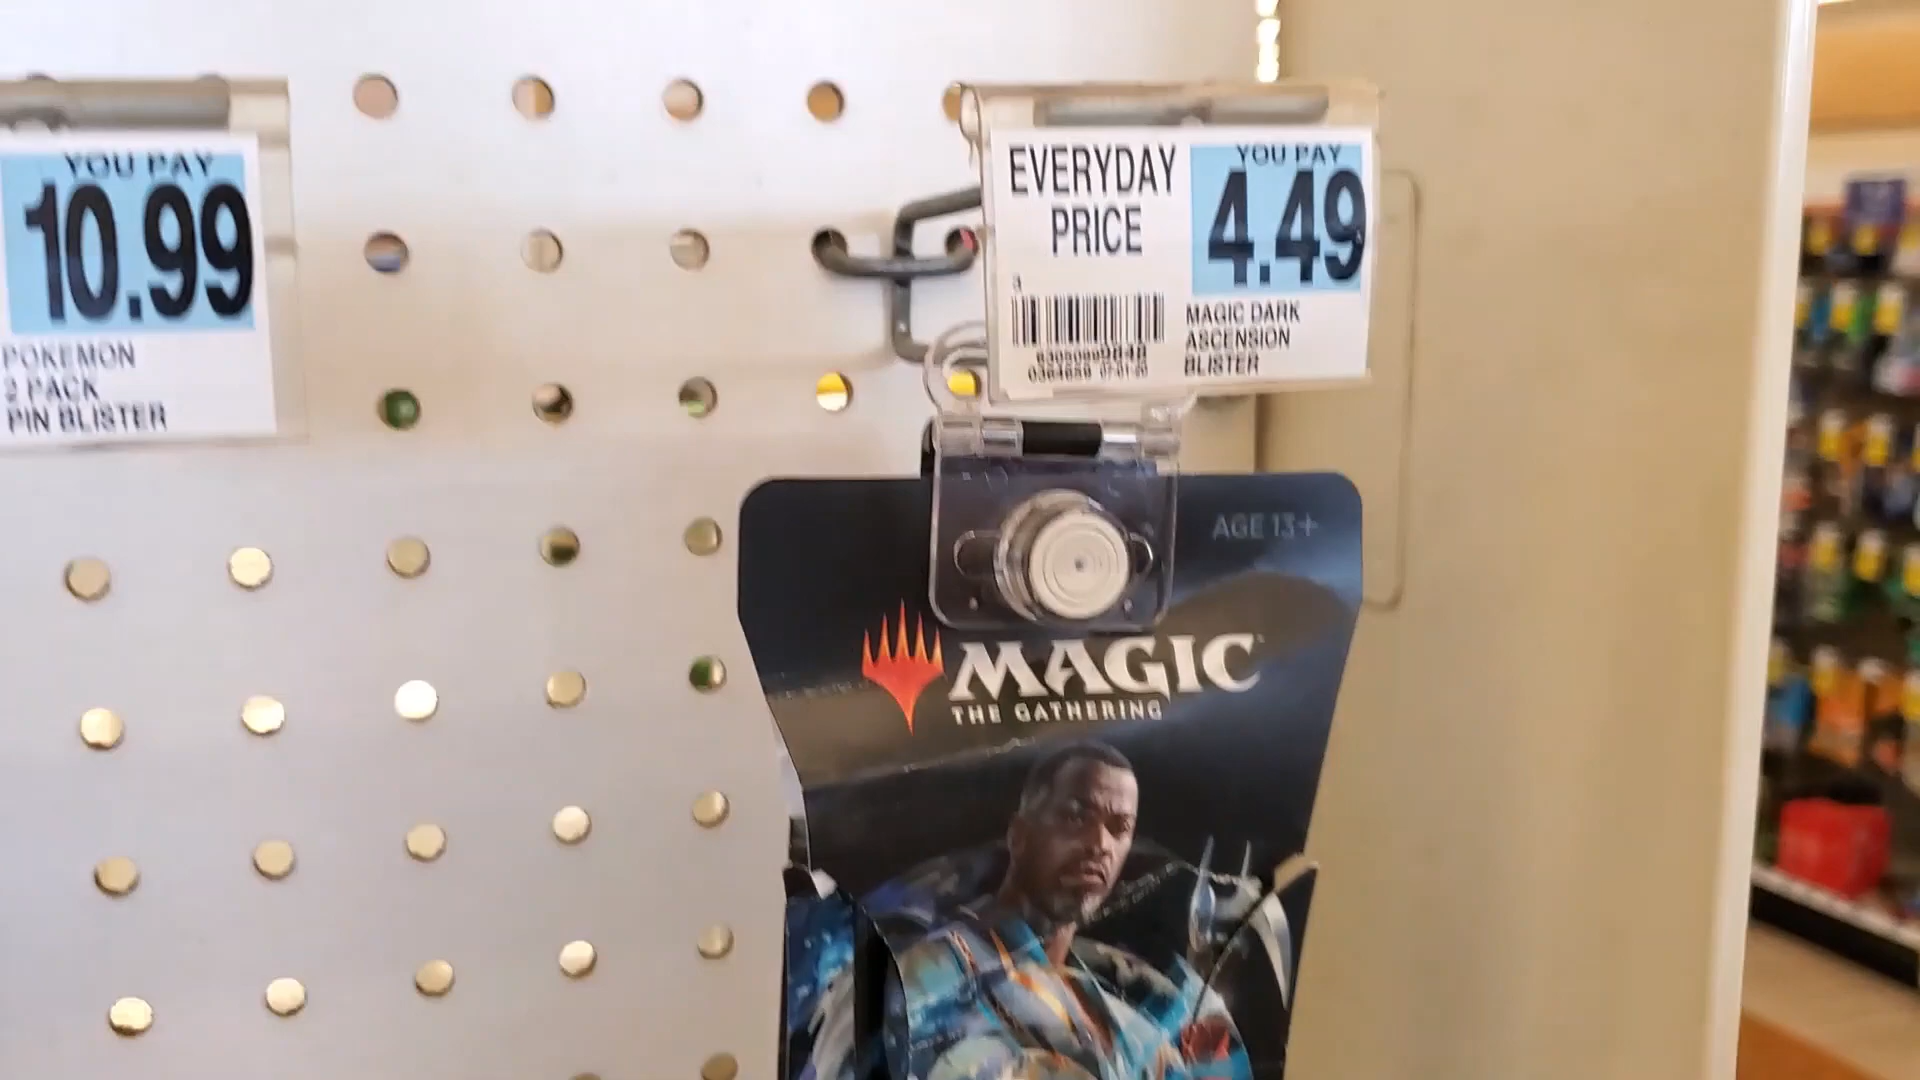 YOU PAY
10.99
POKEMON
2 PACK
PIN BLISTER
EVERYDAY
PRICE
YOU PAY
4.49
3
MAGIC DARK
ASCENSION
BLISTER
AGE 13+
MAGIC
THE GATHERING